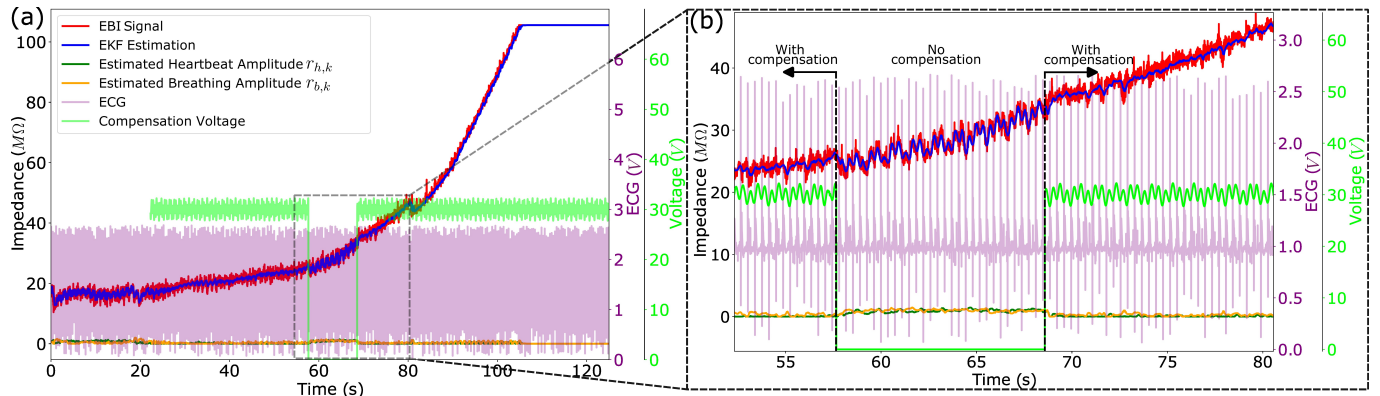 (a)
EBI Signal
EKF Estimation
Estimated Heartbeat Amplitude r_{h,k}
Estimated Breathing Amplitude r_{b,k}
ECG
Compensation Voltage
Impedance (MΩ)
100
80
60
40
20
0
0 20 40 60 80 100 120
Time (s)
6
5
4
3
2
1
0
ECG (V)
60
50
40
30
20
10
0
Voltage (V)
(b)
With
compensation
No
compensation
With
compensation
Impedance (MΩ)
40
30
20
10
0
55 60 65 70 75 80
Time (s)
3.0
2.5
2.0
1.5
1.0
0.5
0.0
ECG (V)
60
50
40
30
20
10
0
Voltage (V)